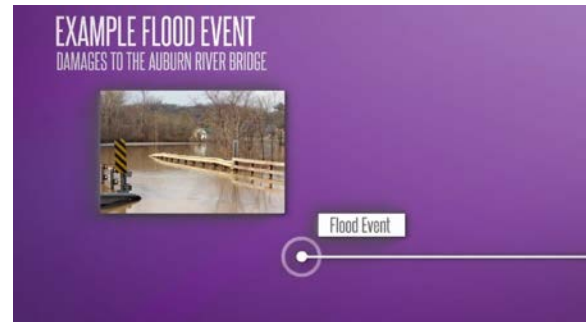 EXAMPLE FLOOD EVENT
DAMAGES TO THE AUBURN RIVER BRIDGE
Flood Event